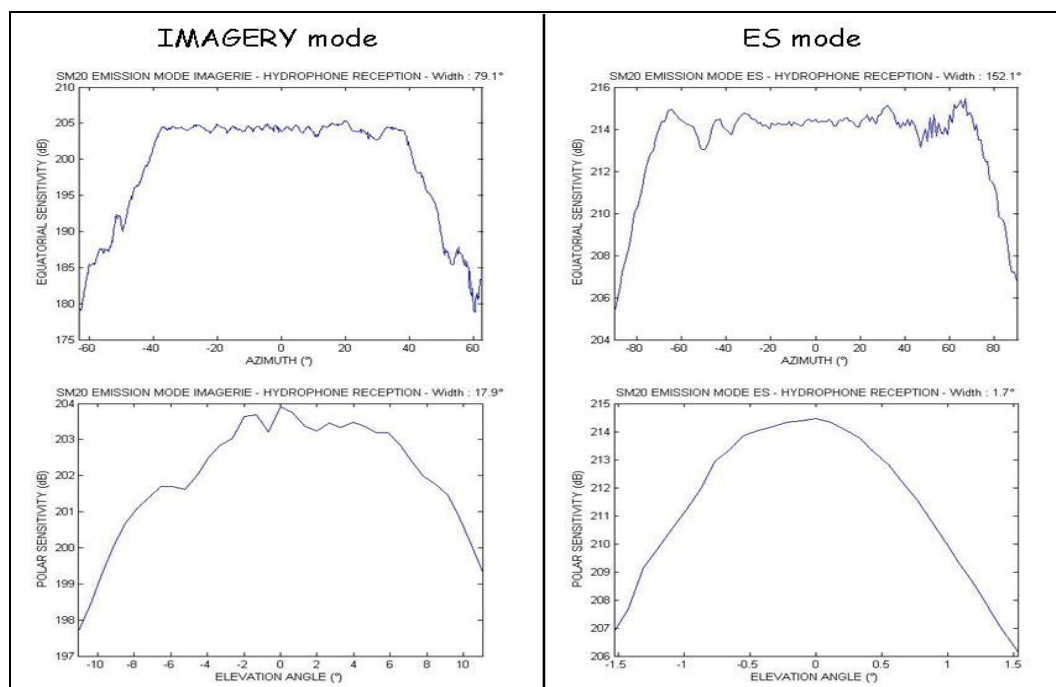 IMAGERY mode
SM20 EMISSION MODE IMAGERIE - HYDROPHONE RECEPTION - Width : 79.1°
210
205
200
195
190
185
180
175
EQUATORIAL SENSITIVITY (dB)
-60 -40 -20 0 20 40 60
AZIMUTH (°)
SM20 EMISSION MODE IMAGERIE - HYDROPHONE RECEPTION - Width : 17.9°
204
203
202
201
200
199
198
197
POLAR SENSITIVITY (dB)
-10 -8 -6 -4 -2 0 2 4 6 8 10
ELEVATION ANGLE (°)
ES mode
SM20 EMISSION MODE ES - HYDROPHONE RECEPTION - Width : 152.1°
216
214
212
210
208
206
204
EQUATORIAL SENSITIVITY (dB)
-80 -60 -40 -20 0 20 40 60 80
AZIMUTH (°)
SM20 EMISSION MODE ES - HYDROPHONE RECEPTION - Width : 1.7°
215
214
213
212
211
210
209
208
207
206
POLAR SENSITIVITY (dB)
-1.5 -1 -0.5 0 0.5 1 1.5
ELEVATION ANGLE (°)